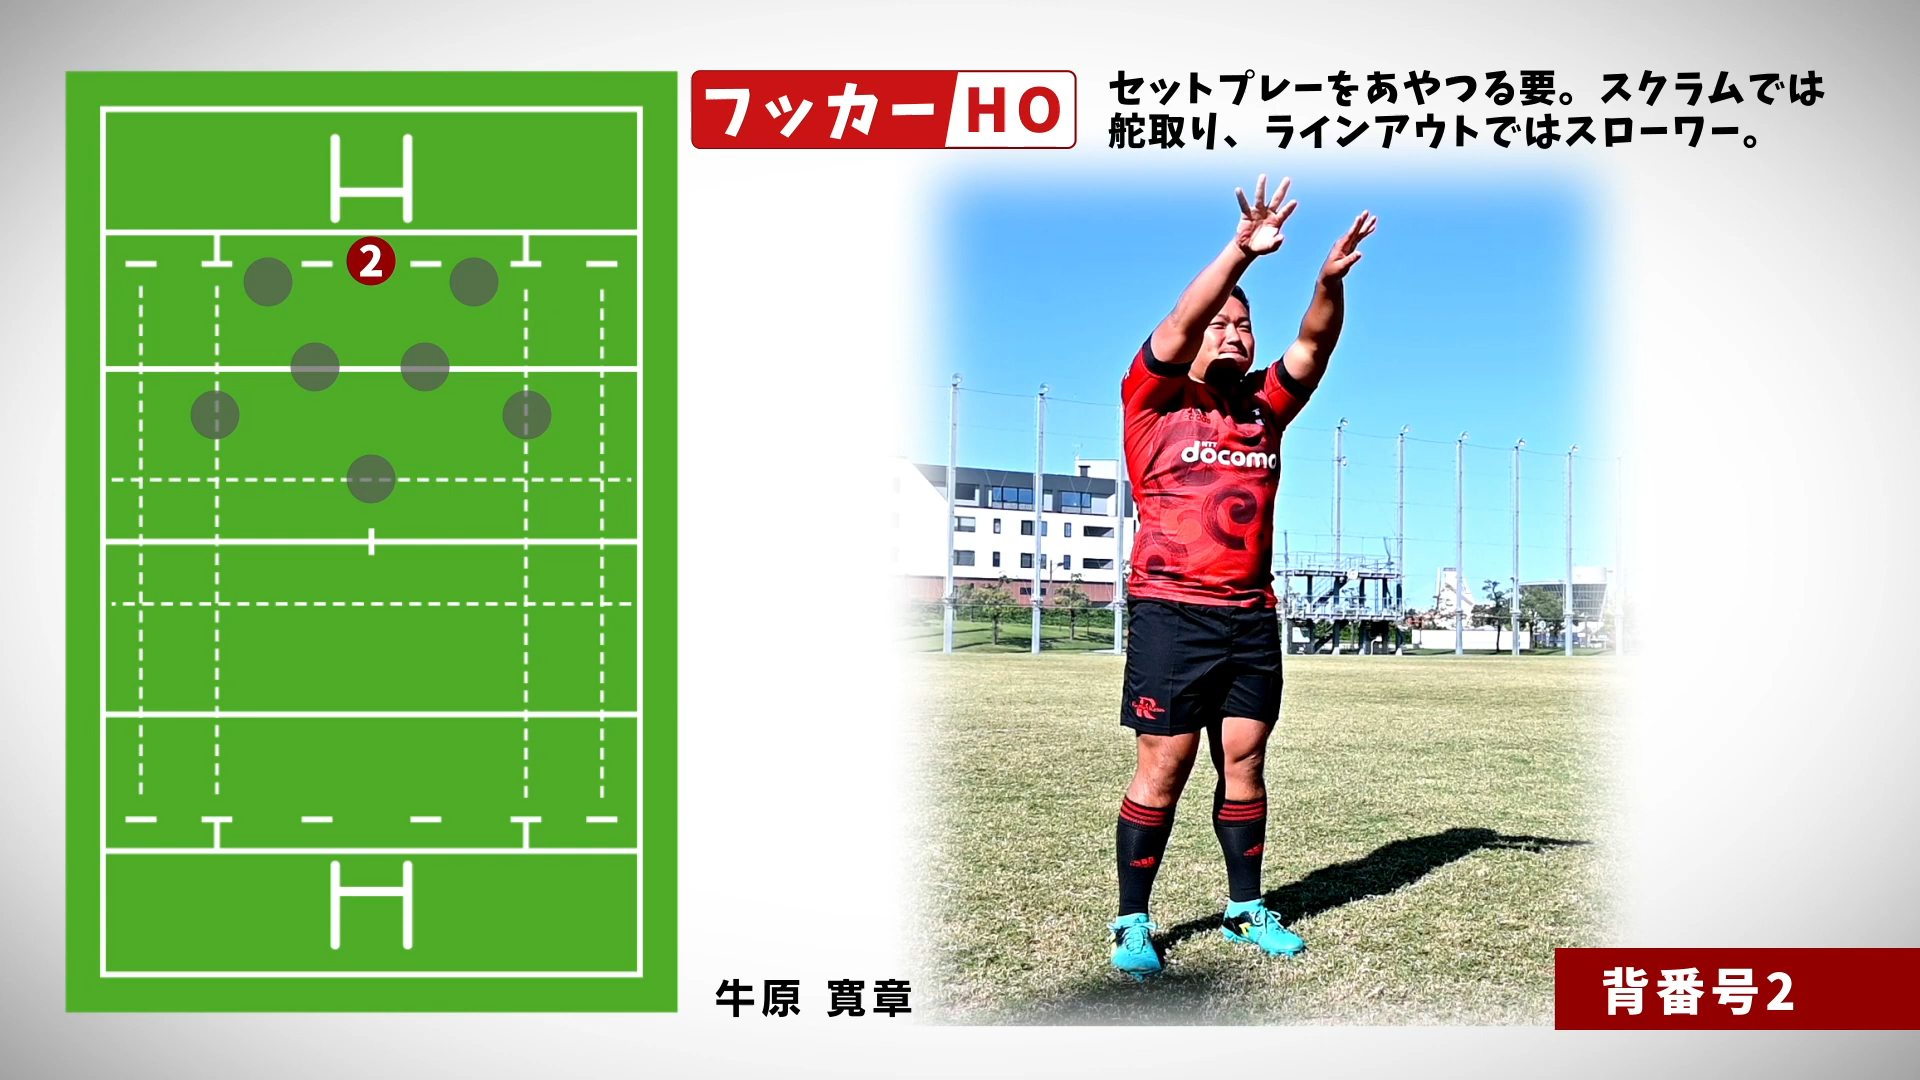 フッカー HO
セットプレーをあやつる要。スクラムでは
舵取り、ラインアウトではスローワー。
2
NTT
docomo
R
牛原 寛章
背番号2